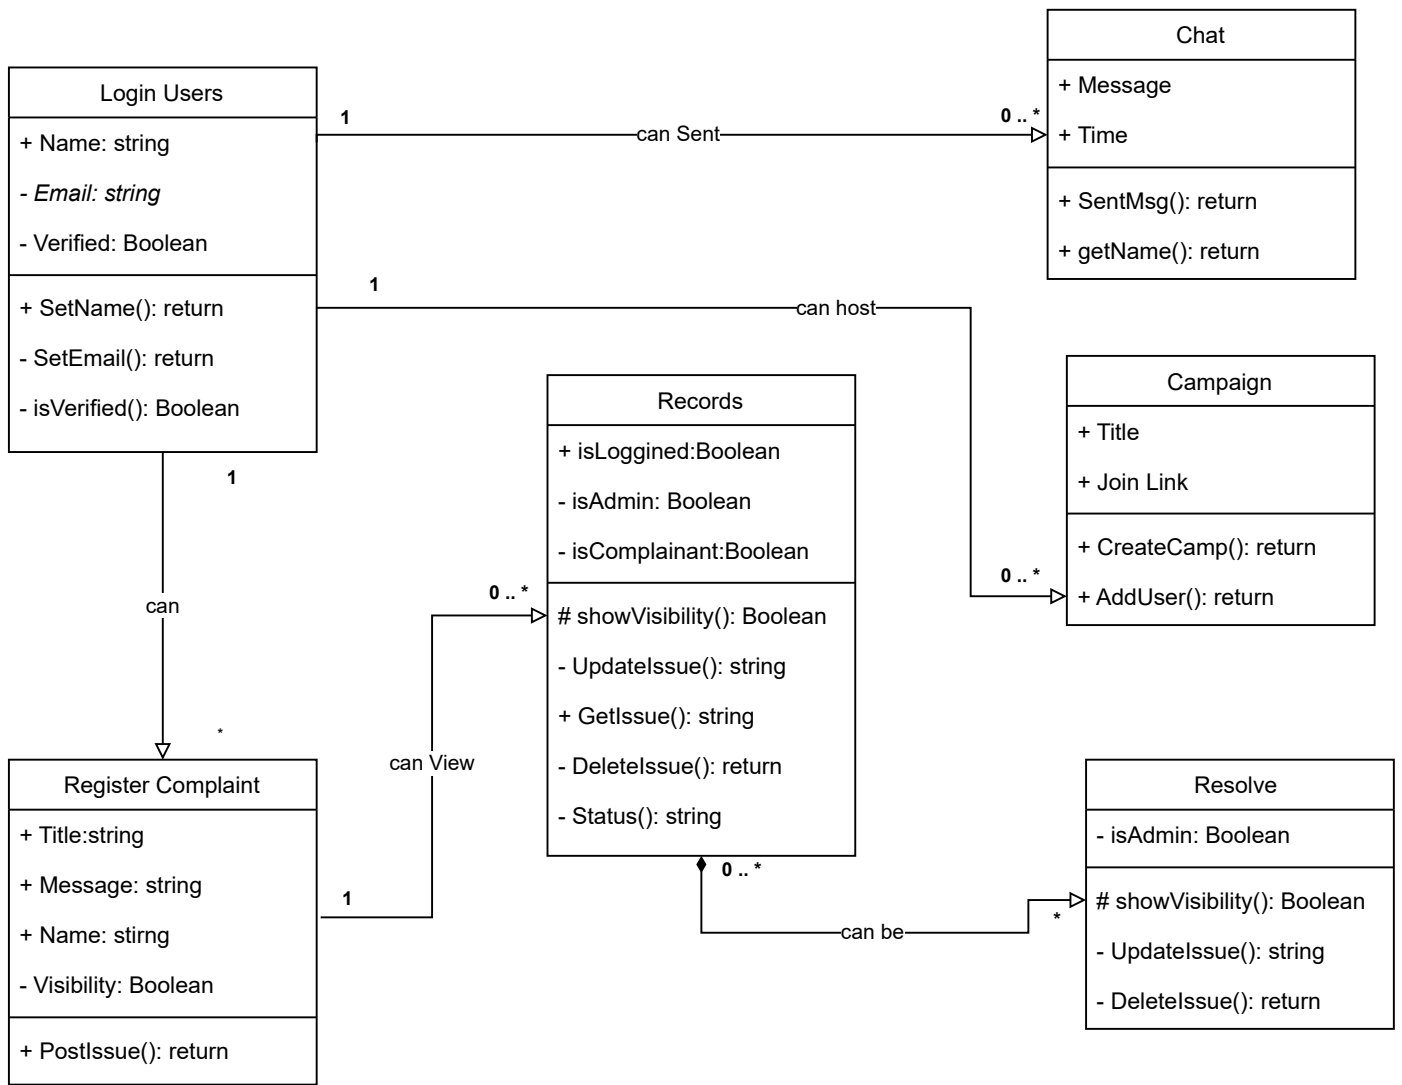 Login Users
+ Name: string
- Email: string
- Verified: Boolean
+ SetName(): return
- SetEmail(): return
- isVerified(): Boolean
1
can Sent
0 .. *
Chat
+ Message
+ Time
+ SentMsg(): return
+ getName(): return
1
can host
0 .. *
Campaign
+ Title
+ Join Link
+ CreateCamp(): return
+ AddUser(): return
1
can
*
Register Complaint
+ Title:string
+ Message: string
+ Name: stirng
- Visibility: Boolean
+ PostIssue(): return
1
can View
0 .. *
Records
+ isLoggined:Boolean
- isAdmin: Boolean
- isComplainant:Boolean
# showVisibility(): Boolean
- UpdateIssue(): string
+ GetIssue(): string
- DeleteIssue(): return
- Status(): string
0 .. *
can be
*
Resolve
- isAdmin: Boolean
# showVisibility(): Boolean
- UpdateIssue(): string
- DeleteIssue(): return